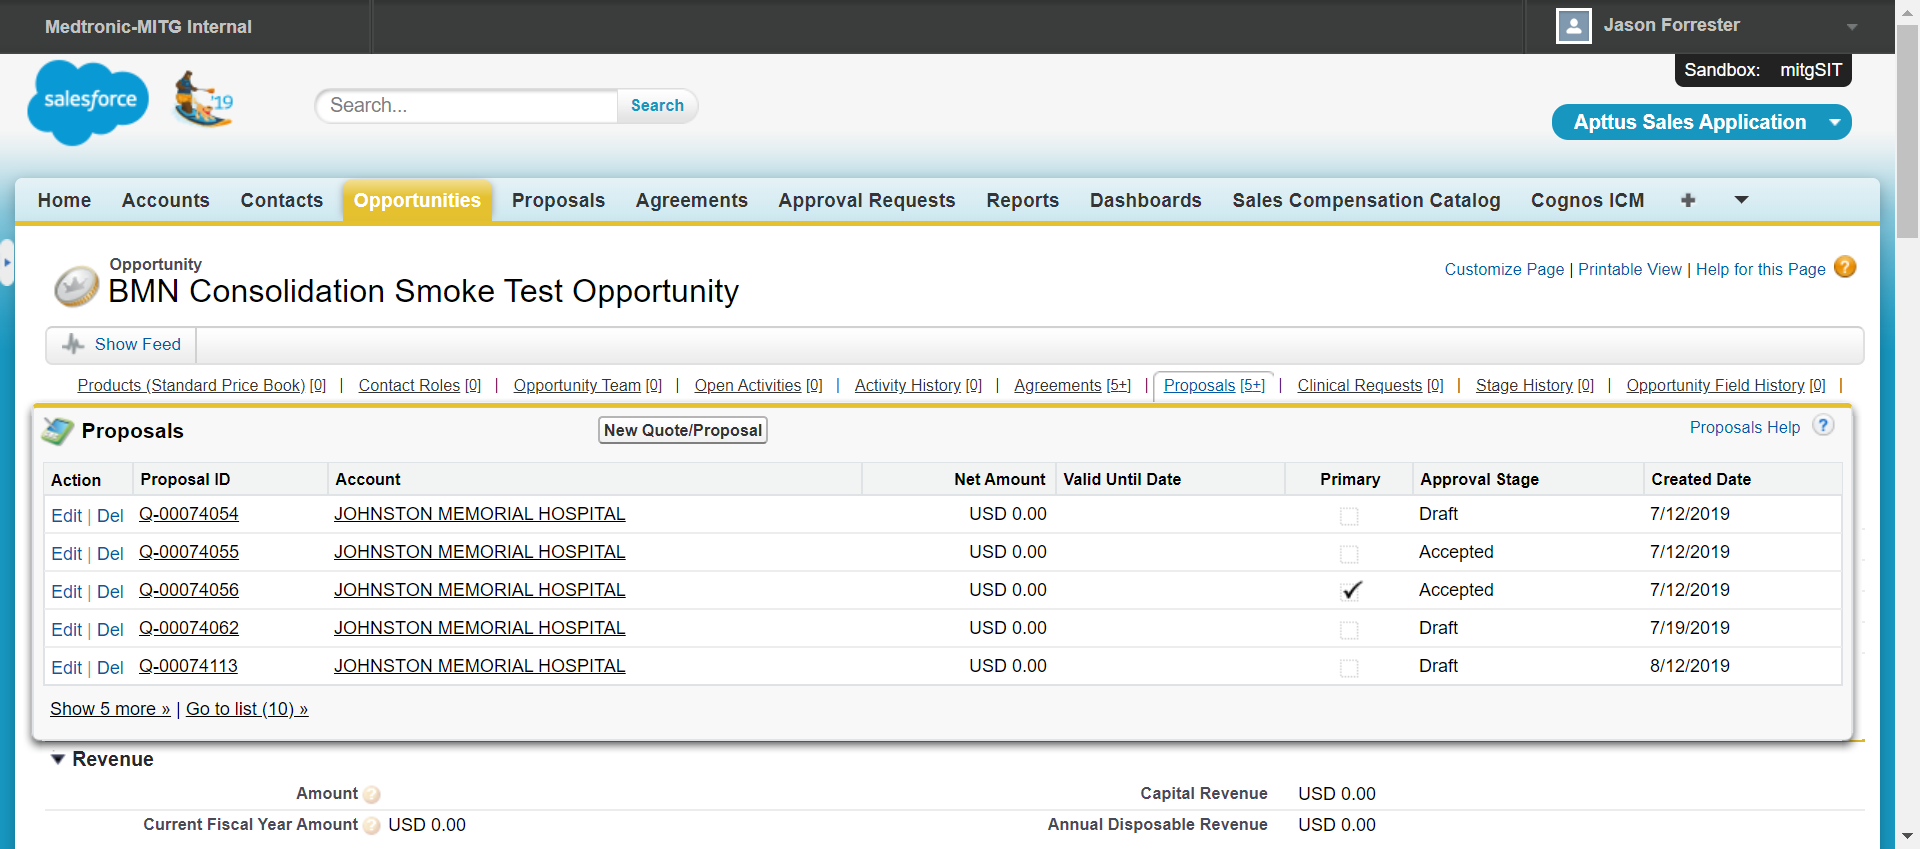 Medtronic-MITG Internal
Jason Forrester
Sandbox: mitgSIT
salesforce
'19
Search...
Search
Apttus Sales Application
Home Accounts Contacts Opportunities Proposals Agreements Approval Requests Reports Dashboards Sales Compensation Catalog Cognos ICM +
Opportunity
BMN Consolidation Smoke Test Opportunity
Customize Page | Printable View | Help for this Page ?
Show Feed
Products (Standard Price Book) [0] | Contact Roles [0] | Opportunity Team [0] | Open Activities [0] | Activity History [0] | Agreements [5+] | Proposals [5+] | Clinical Requests [0] | Stage History [0] | Opportunity Field History [0] |
Proposals
New Quote/Proposal
Proposals Help ?
Action Proposal ID Account Net Amount Valid Until Date Primary Approval Stage Created Date
Edit | Del Q-00074054 JOHNSTON MEMORIAL HOSPITAL USD 0.00 Draft 7/12/2019
Edit | Del Q-00074055 JOHNSTON MEMORIAL HOSPITAL USD 0.00 Accepted 7/12/2019
Edit | Del Q-00074056 JOHNSTON MEMORIAL HOSPITAL USD 0.00 Accepted 7/12/2019
Edit | Del Q-00074062 JOHNSTON MEMORIAL HOSPITAL USD 0.00 Draft 7/19/2019
Edit | Del Q-00074113 JOHNSTON MEMORIAL HOSPITAL USD 0.00 Draft 8/12/2019
Show 5 more » | Go to list (10) »
Revenue
Amount ? Capital Revenue USD 0.00
Current Fiscal Year Amount ? USD 0.00 Annual Disposable Revenue USD 0.00